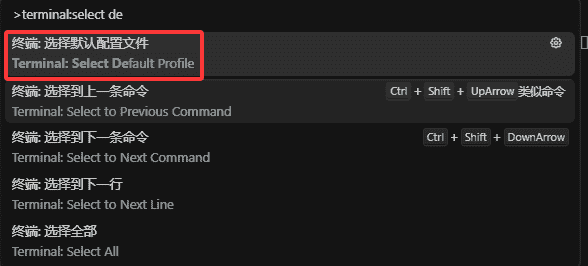 >terminal:select de
终端: 选择默认配置文件
Terminal: Select Default Profile
终端: 选择到上一条命令 Ctrl + Shift + UpArrow 类似命令
Terminal: Select to Previous Command
终端: 选择到下一条命令 Ctrl + Shift + DownArrow
Terminal: Select to Next Command
终端: 选择到下一行
Terminal: Select to Next Line
终端: 选择全部
Terminal: Select All